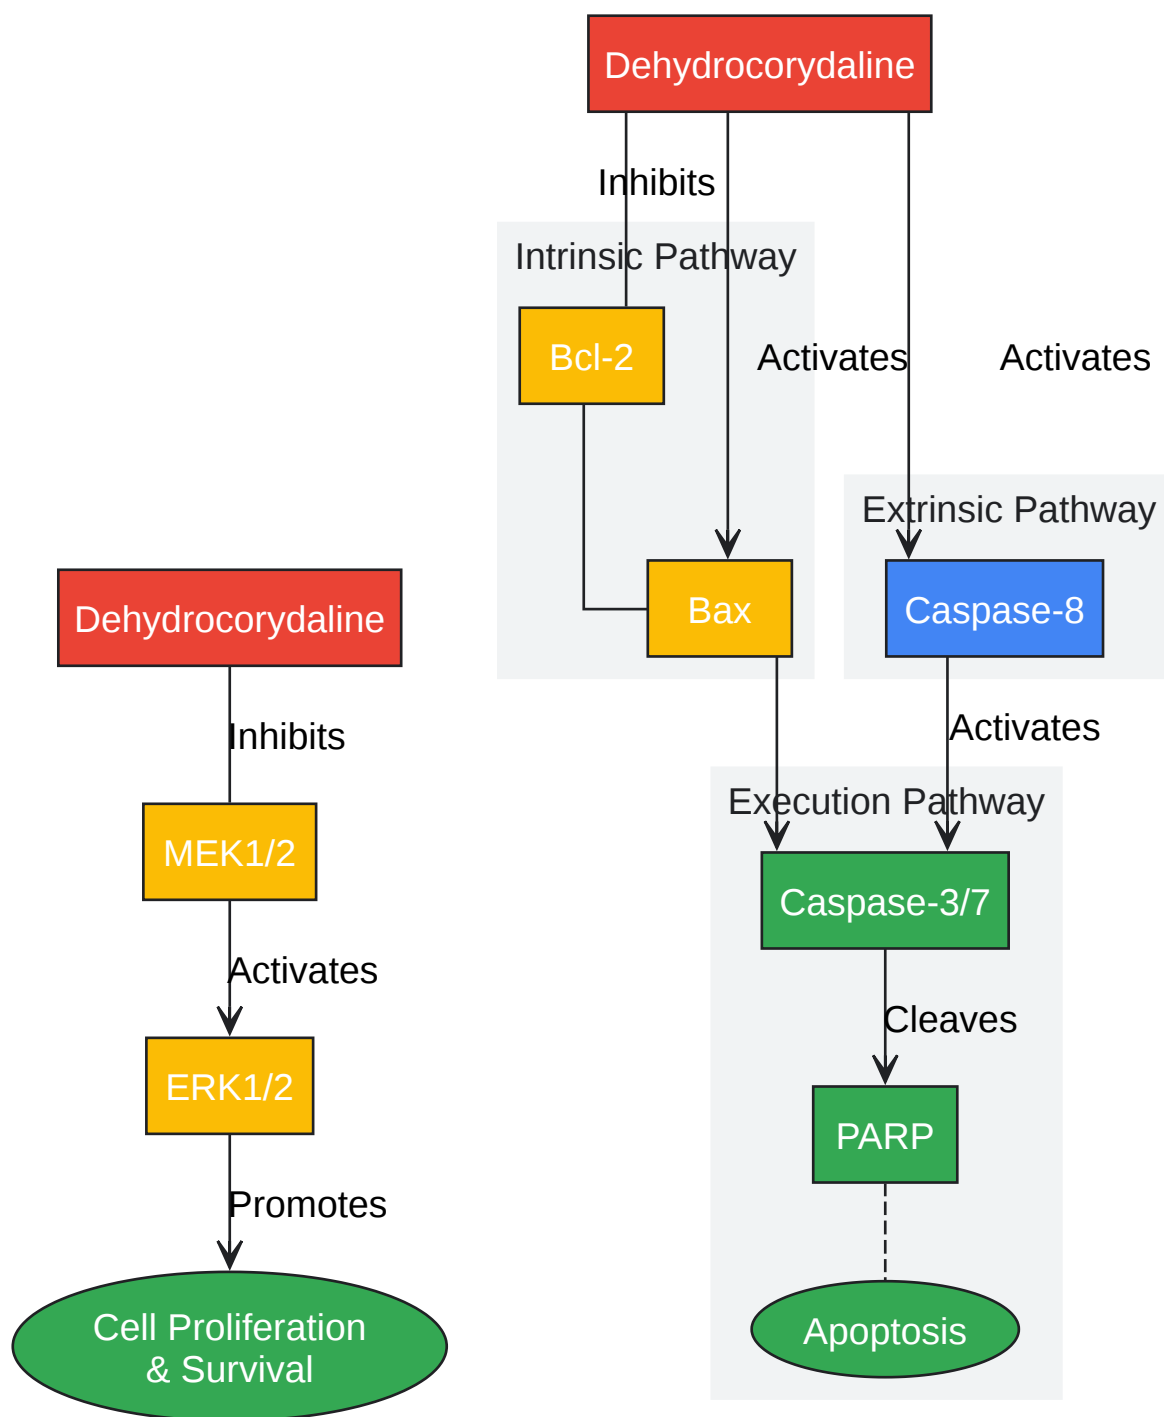 Dehydrocorydaline
Inhibits
Intrinsic Pathway
Bcl-2
Activates
Activates
Extrinsic Pathway
Bax
Caspase-8
Activates
Execution Pathway
Caspase-3/7
Cleaves
PARP
Apoptosis
Dehydrocorydaline
Inhibits
MEK1/2
Activates
ERK1/2
Promotes
Cell Proliferation
& Survival